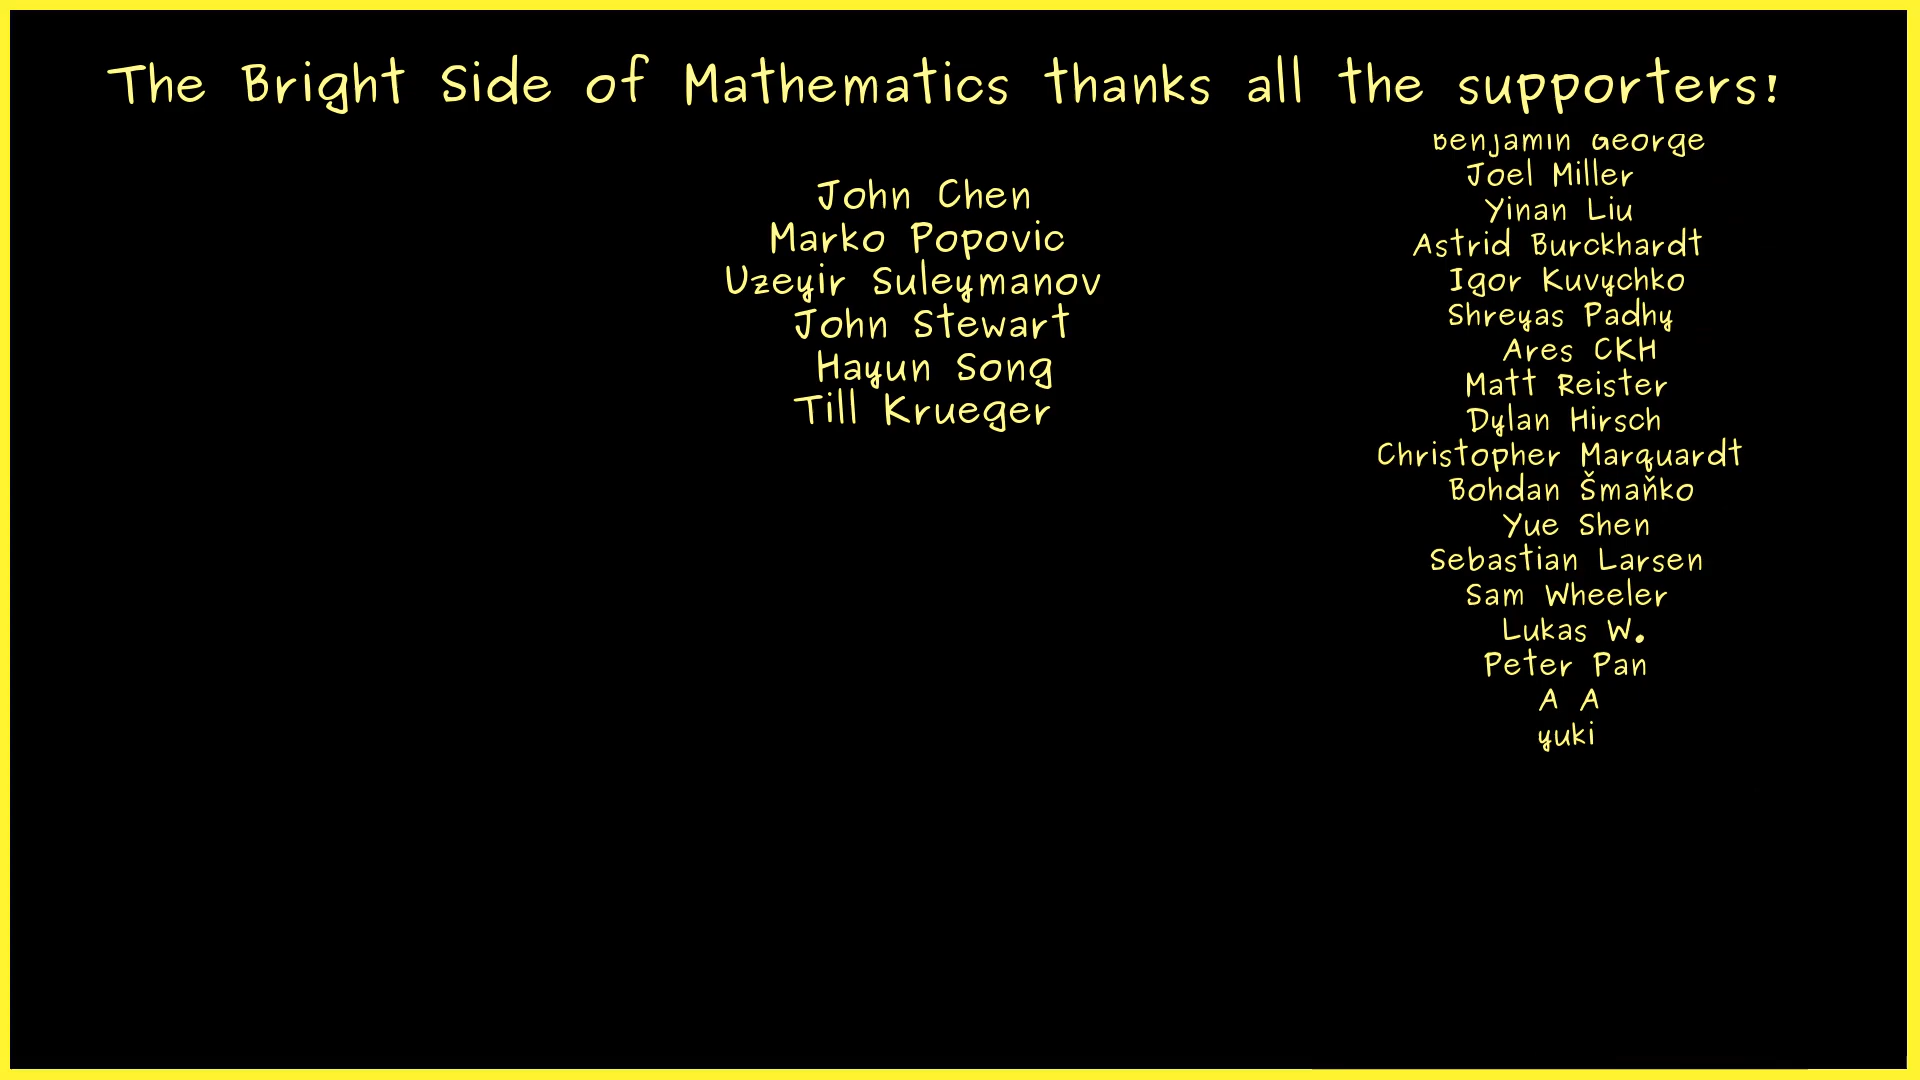 The Bright Side of Mathematics thanks all the supporters!
John Chen
Marko Popovic
Uzeyir Suleymanov
John Stewart
Hayun Song
Till Krueger
Benjamin George
Joel Miller
Yinan Liu
Astrid Burckhardt
Igor Kuvychko
Shreyas Padhy
Ares CKH
Matt Reister
Dylan Hirsch
Christopher Marquardt
Bohdan Šmaňko
Yue Shen
Sebastian Larsen
Sam Wheeler
Lukas W.
Peter Pan
A A
yuki